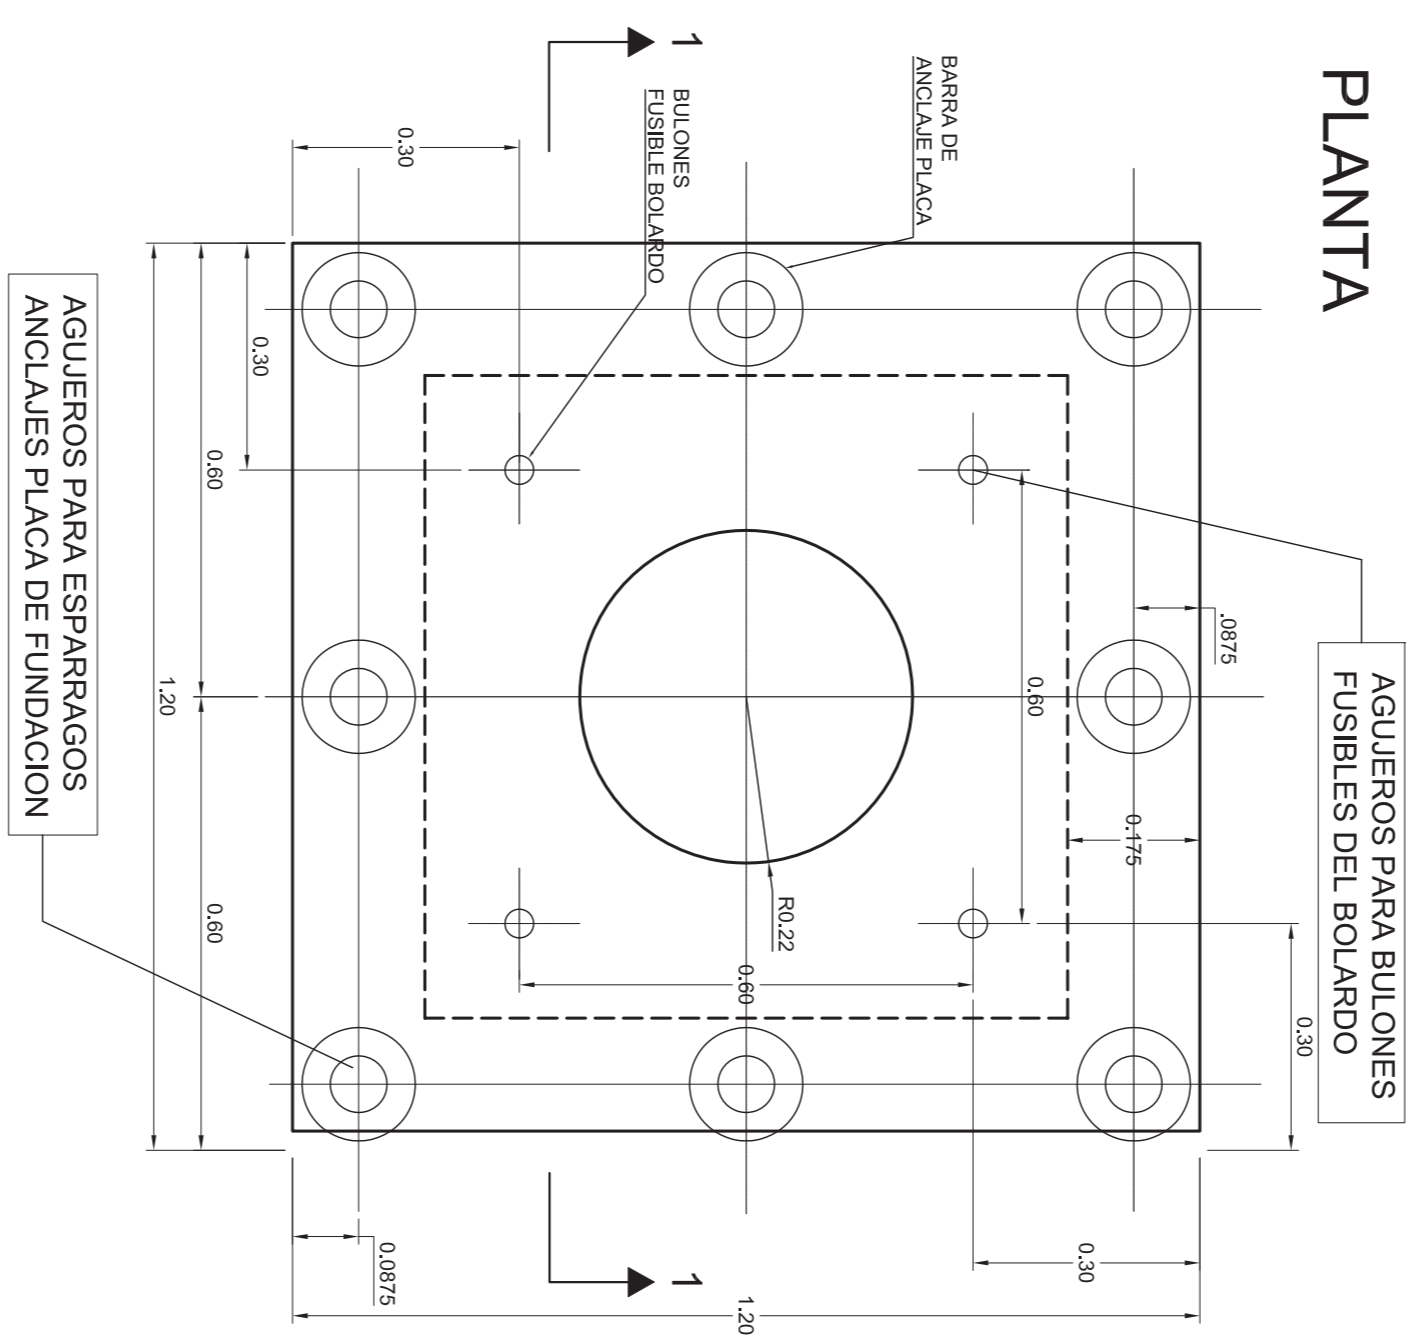 PLANTA
AGUJEROS PARA BULONES
FUSIBLES DEL BOLARDO
BARRA DE
ANCLAJE PLACA
BULONES
FUSIBLE BOLARDO
1
1
0.30
.0875
0.60
0.175
0.30
R0.22
0.60
0.30
0.30
0.60
0.60
1.20
0.0875
1.20
AGUJEROS PARA ESPARRAGOS
ANCLAJES PLACA DE FUNDACION